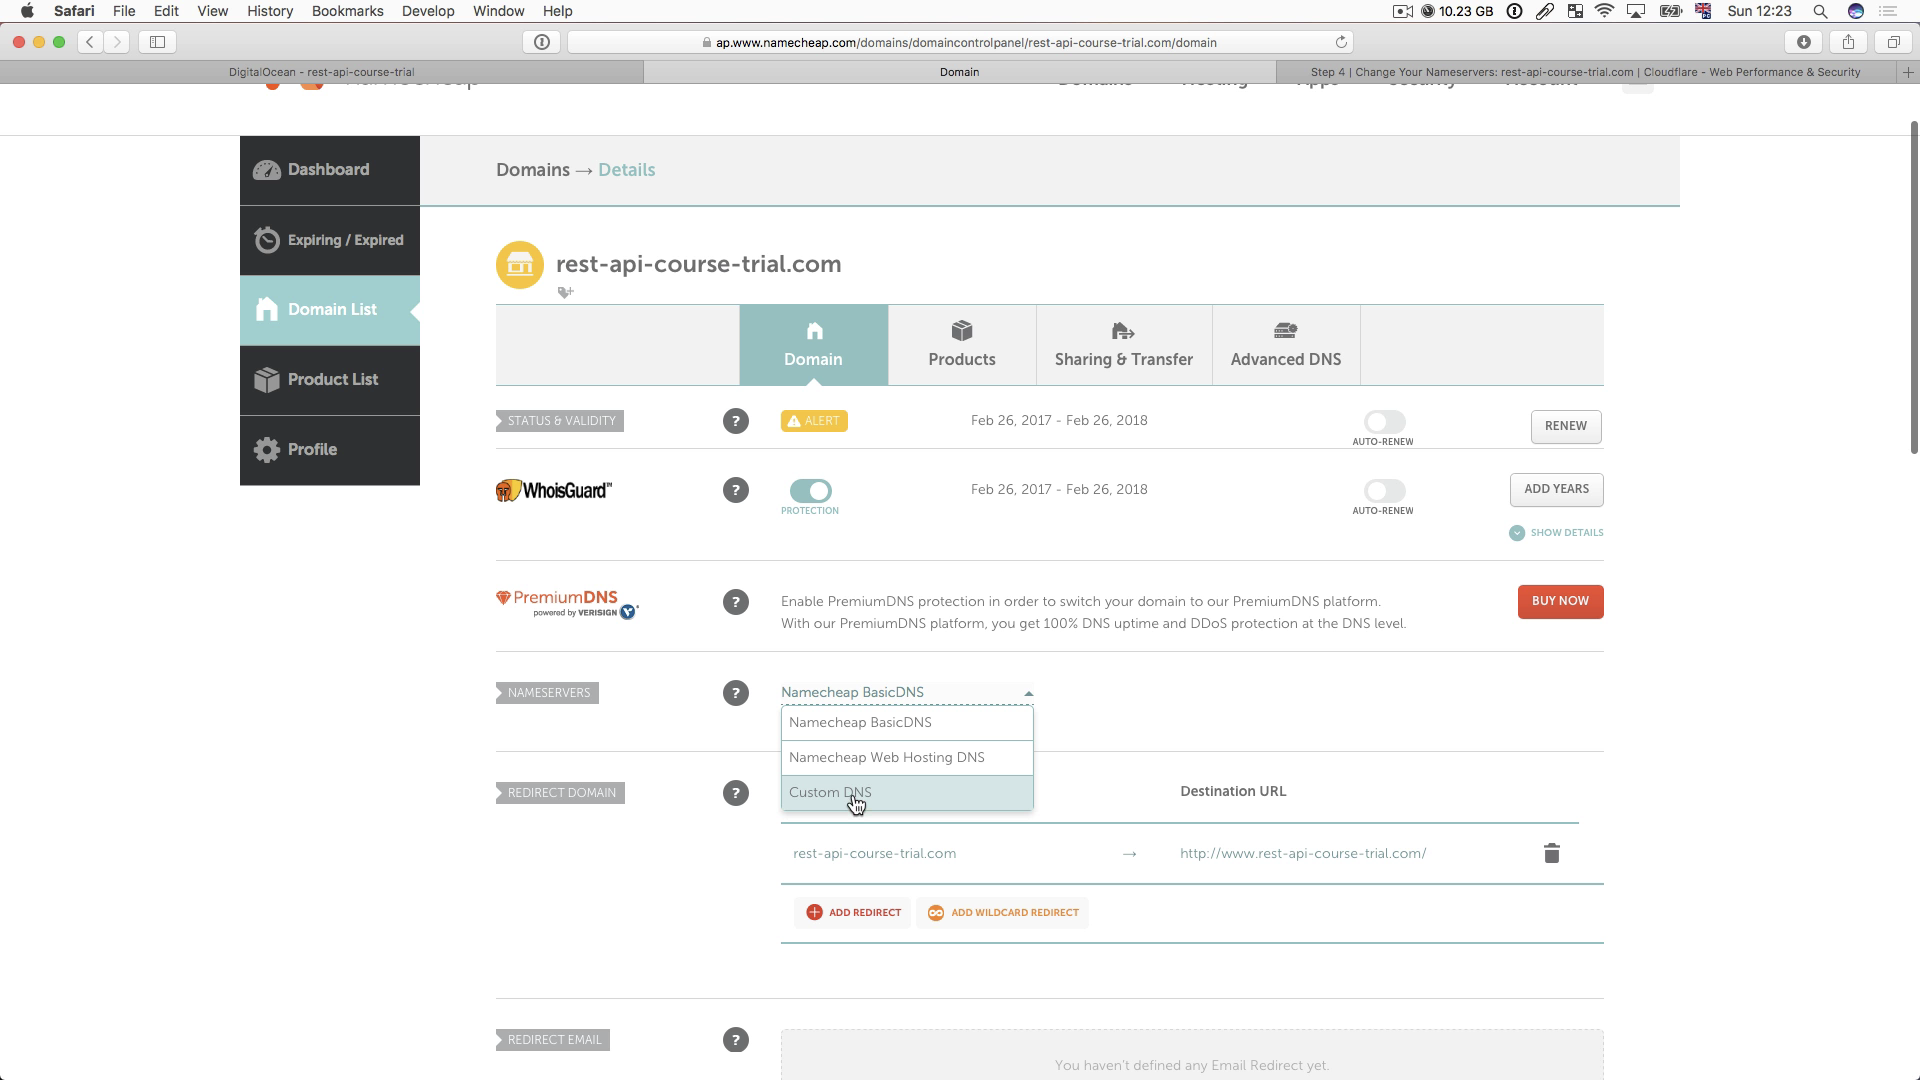 Safari File Edit View History Bookmarks Develop Window Help 10.23 GB Sun 12:23
ap.www.namecheap.com/domains/domaincontrolpanel/rest-api-course-trial.com/domain
DigitalOcean - rest-api-course-trial Domain Step 4 | Change Your Nameservers: rest-api-course-trial.com | Cloudflare - Web Performance & Security
namecheap Domains Hosting Apps Security Account
Dashboard
Domains → Details
Expiring / Expired
rest-api-course-trial.com
Domain List
Domain Products Sharing & Transfer Advanced DNS
Product List
STATUS & VALIDITY ? ALERT Feb 26, 2017 - Feb 26, 2018 AUTO-RENEW RENEW
Profile
WhoisGuard™ ? PROTECTION Feb 26, 2017 - Feb 26, 2018 AUTO-RENEW ADD YEARS
SHOW DETAILS
PremiumDNS ? Enable PremiumDNS protection in order to switch your domain to our PremiumDNS platform. BUY NOW
powered by VERISIGN With our PremiumDNS platform, you get 100% DNS uptime and DDoS protection at the DNS level.
NAMESERVERS ? Namecheap BasicDNS
Namecheap BasicDNS
Namecheap Web Hosting DNS
REDIRECT DOMAIN ? Custom DNS Destination URL
rest-api-course-trial.com → http://www.rest-api-course-trial.com/
ADD REDIRECT ADD WILDCARD REDIRECT
REDIRECT EMAIL ?
You haven't defined any Email Redirect yet.